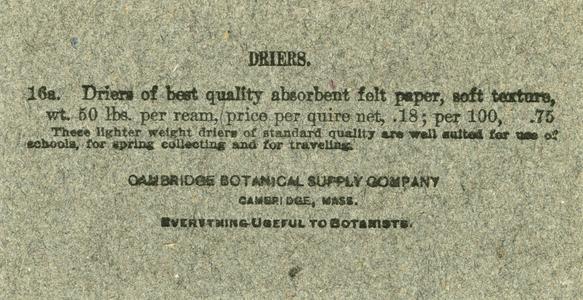 DRIERS.
16a. Driers of best quality absorbent felt paper, soft texture,
wt. 50 lbs. per ream, price per quire net, .18; per 100, .75
These lighter weight driers of standard quality are well suited for use of
schools, for spring collecting and for traveling.
CAMBRIDGE BOTANICAL SUPPLY COMPANY
CAMBRIDGE, MASS.
EVERYTHING USEFUL TO BOTANISTS.